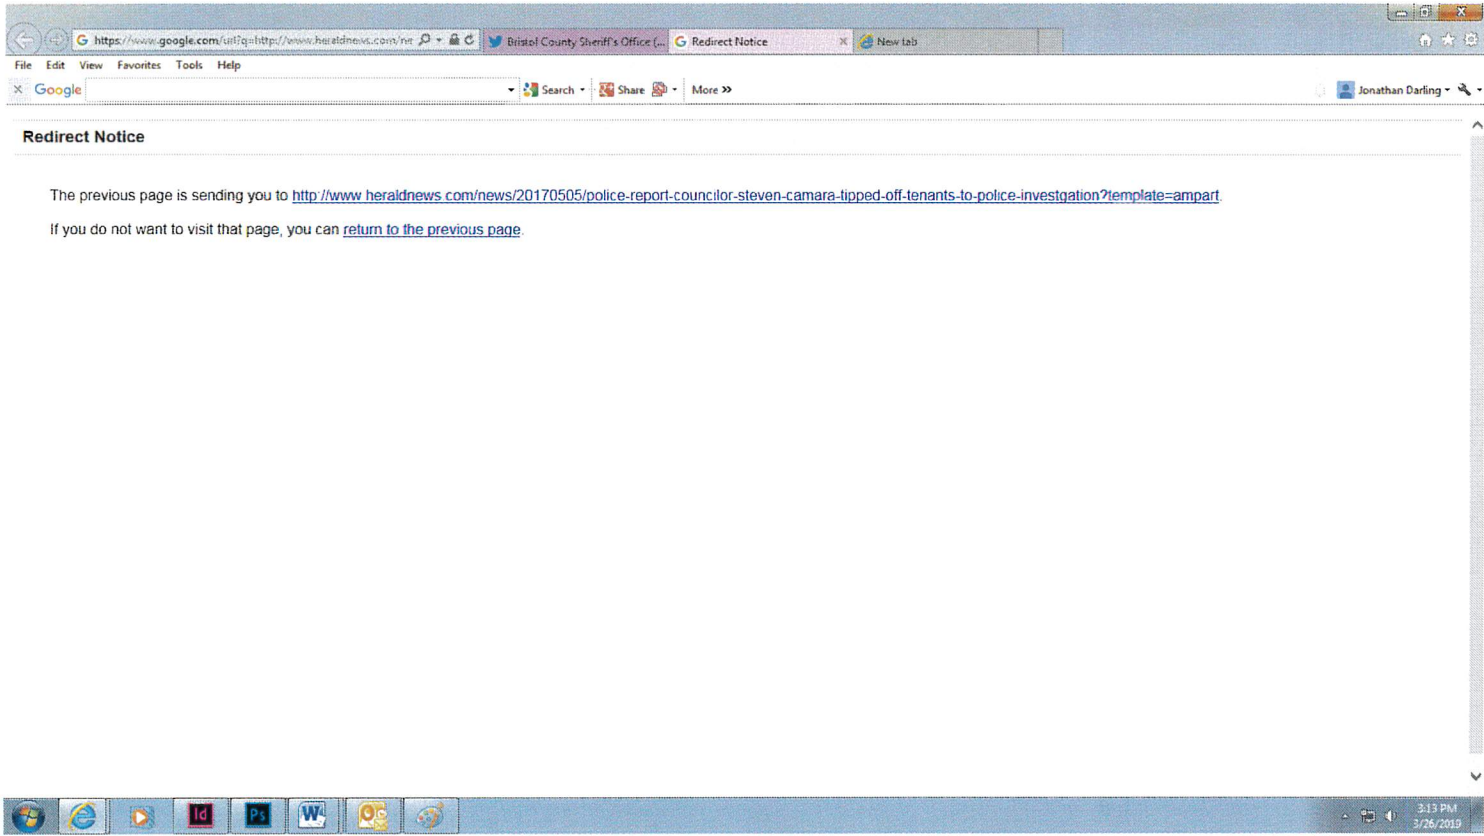 https://www.google.com/url?q=http://www.heraldnews.com/ne
Bristol County Sheriff's Office (...
Redirect Notice
New tab
File Edit View Favorites Tools Help
Google
Search
Share
More »
Jonathan Darling
Redirect Notice
The previous page is sending you to http://www.heraldnews.com/news/20170505/police-report-councilor-steven-camara-tipped-off-tenants-to-police-investgation?template=ampart.
If you do not want to visit that page, you can return to the previous page.
Id
Ps
W
3:13 PM
3/26/2019